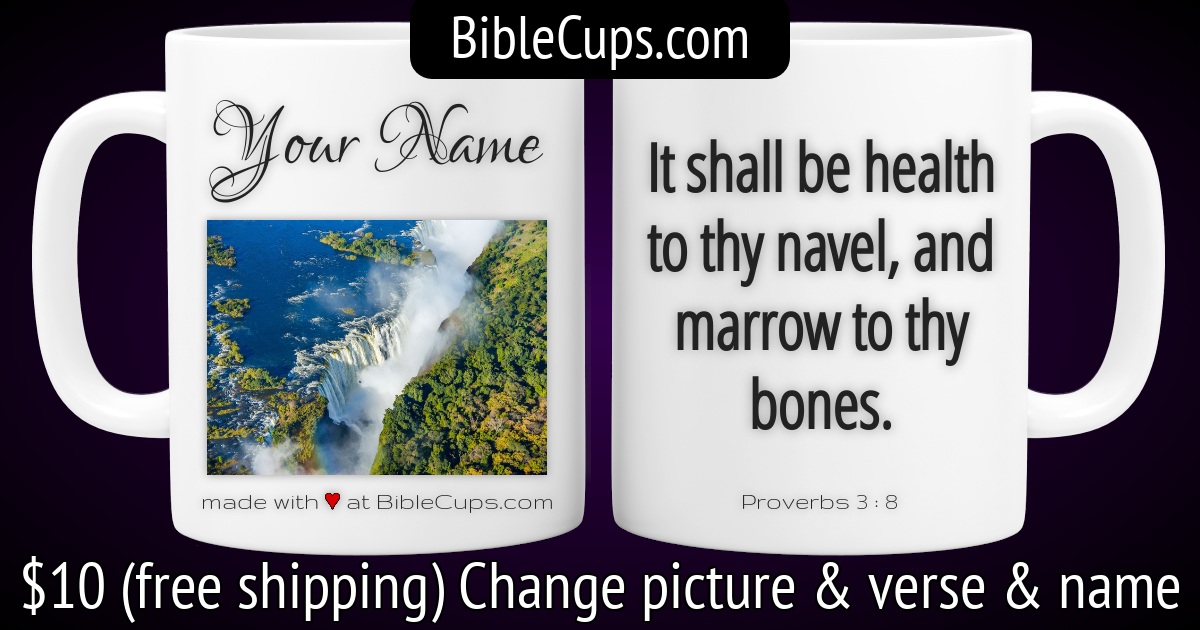 BibleCups.com
Your Name
made with ♥ at BibleCups.com
It shall be health
to thy navel, and
marrow to thy
bones.
Proverbs 3 : 8
$10 (free shipping) Change picture & verse & name